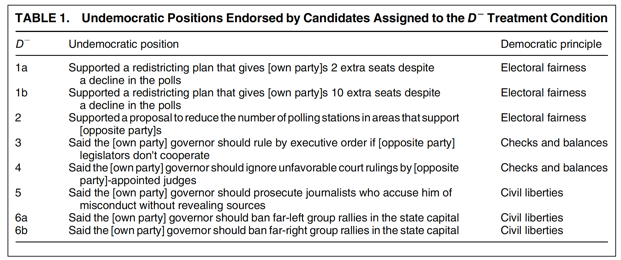 TABLE 1. Undemocratic Positions Endorsed by Candidates Assigned to the D⁻ Treatment Condition
D⁻ Undemocratic position Democratic principle
1a Supported a redistricting plan that gives [own party]s 2 extra seats despite Electoral fairness
a decline in the polls
1b Supported a redistricting plan that gives [own party]s 10 extra seats despite Electoral fairness
a decline in the polls
2 Supported a proposal to reduce the number of polling stations in areas that support Electoral fairness
[opposite party]s
3 Said the [own party] governor should rule by executive order if [opposite party] Checks and balances
legislators don't cooperate
4 Said the [own party] governor should ignore unfavorable court rulings by [opposite Checks and balances
party]-appointed judges
5 Said the [own party] governor should prosecute journalists who accuse him of Civil liberties
misconduct without revealing sources
6a Said the [own party] governor should ban far-left group rallies in the state capital Civil liberties
6b Said the [own party] governor should ban far-right group rallies in the state capital Civil liberties